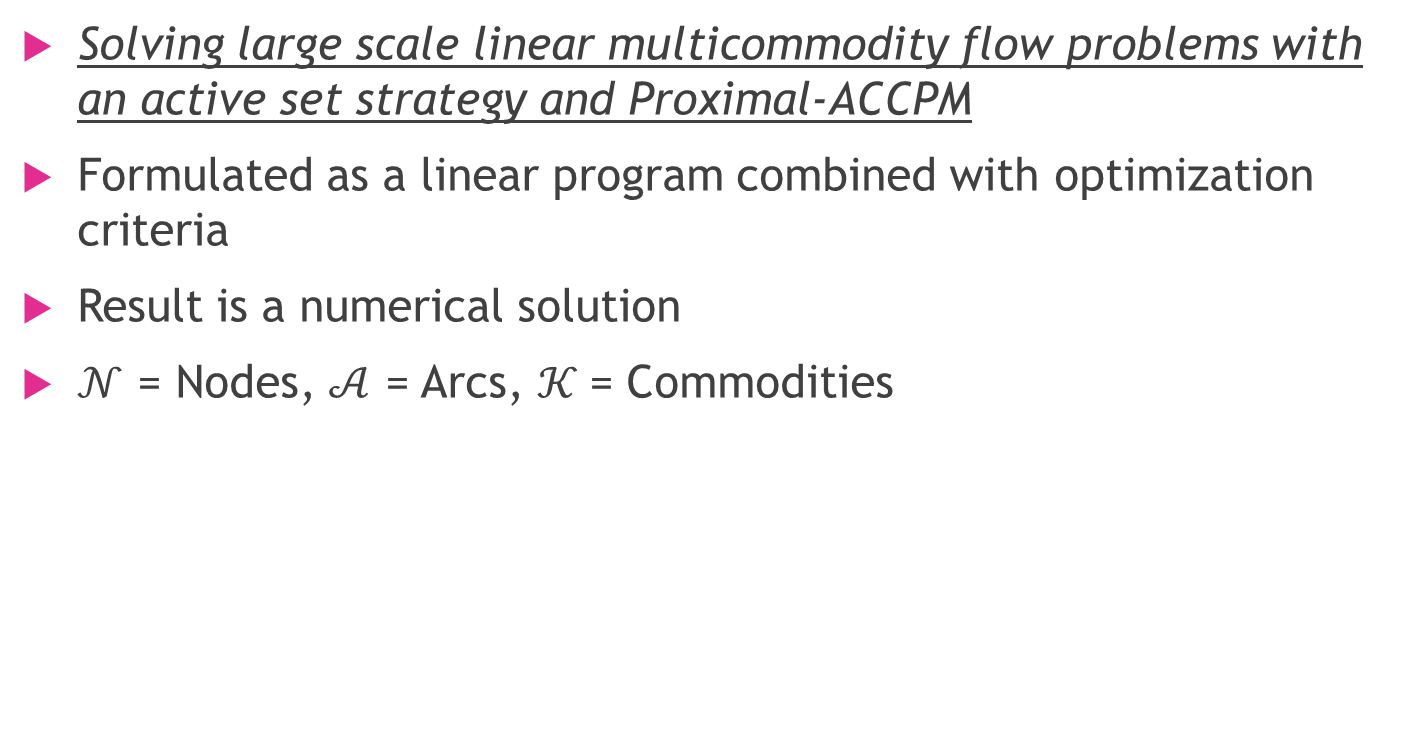 Solving large scale linear multicommodity flow problems with
an active set strategy and Proximal-ACCPM
Formulated as a linear program combined with optimization
criteria
Result is a numerical solution
𝒩 = Nodes, 𝒜 = Arcs, 𝒦 = Commodities